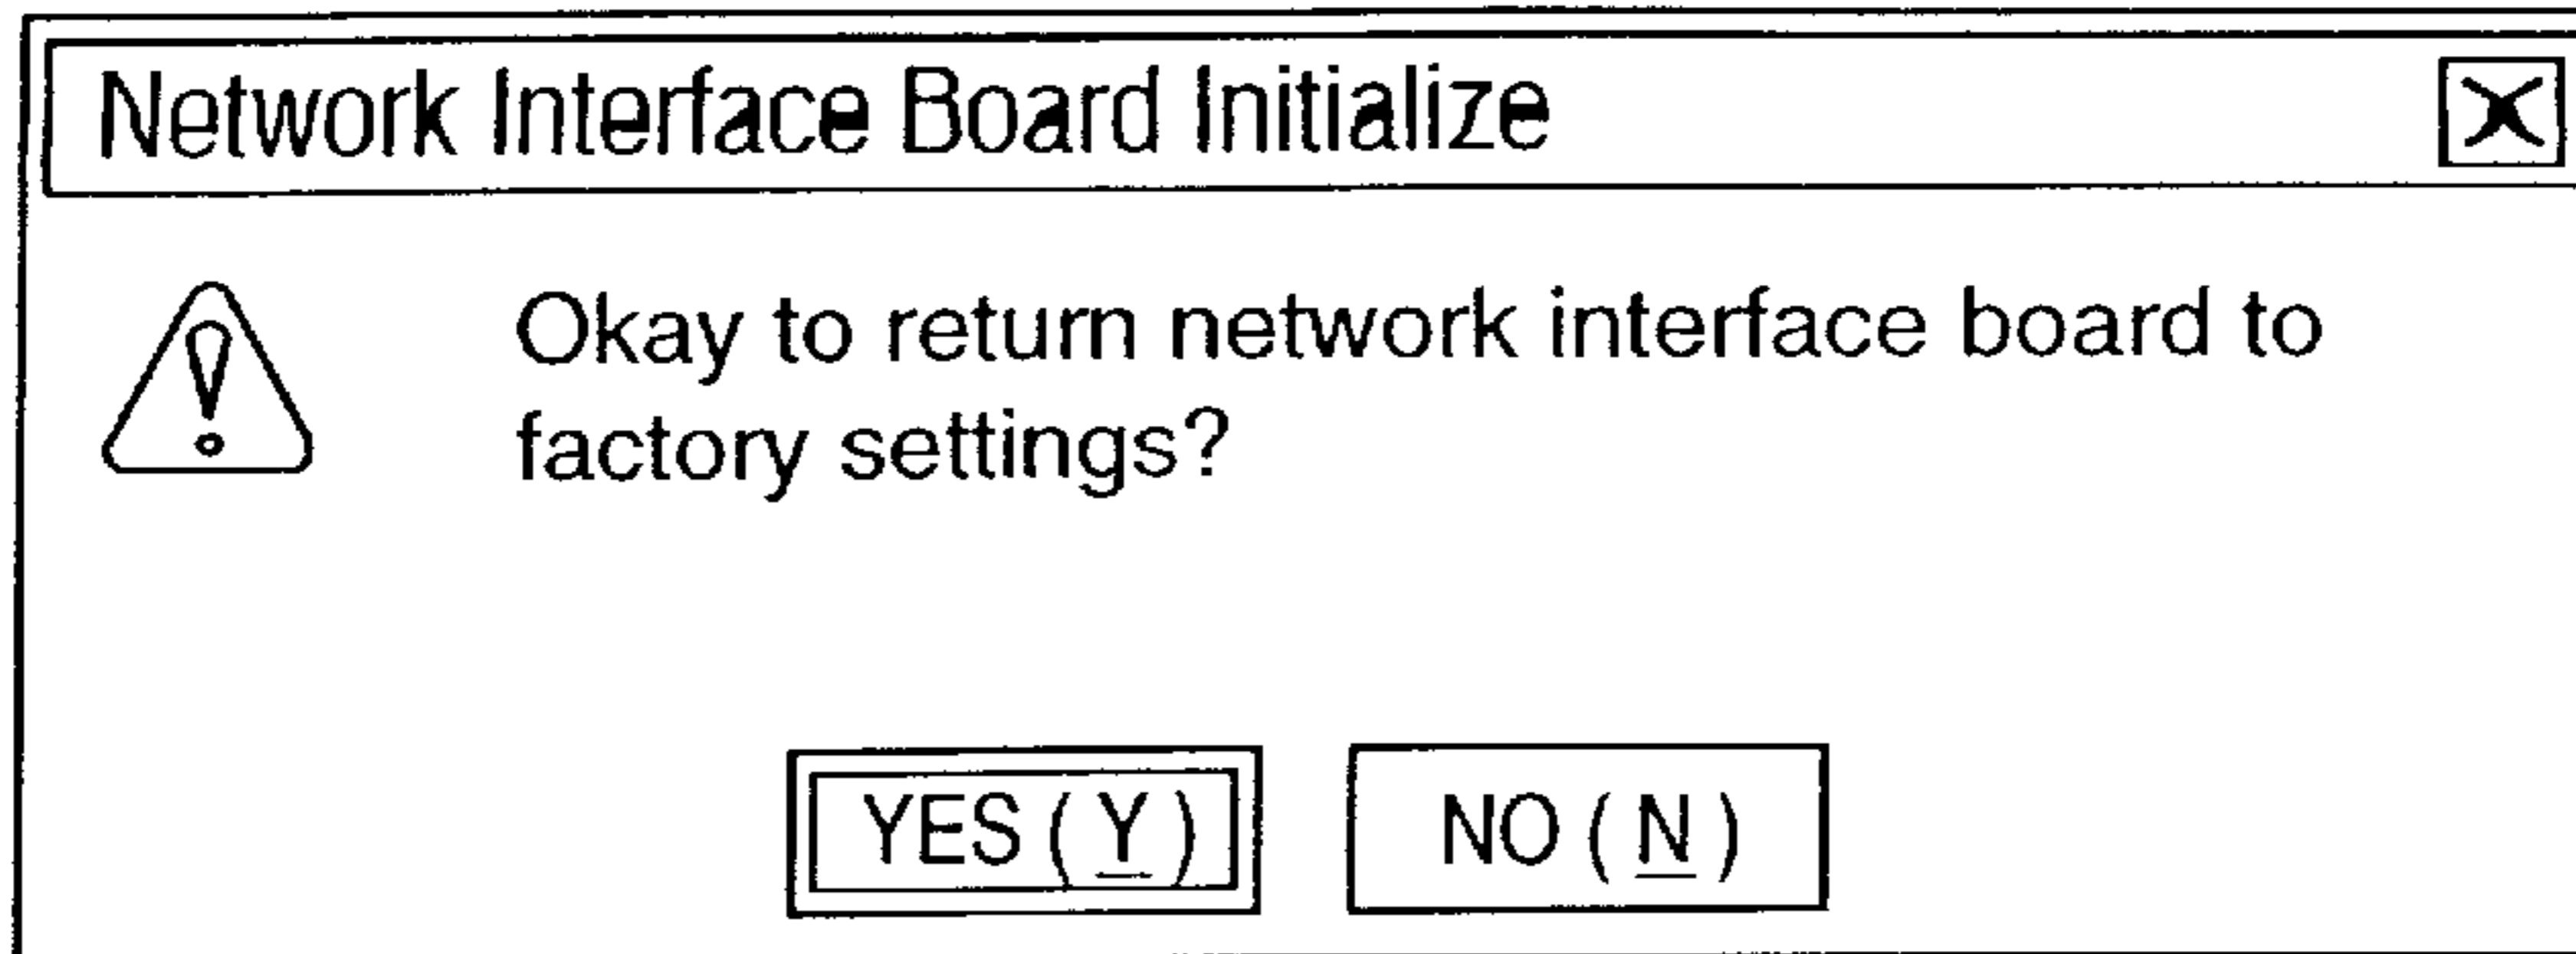 Network Interface Board Initialize
Okay to return network interface board to
factory settings?
YES ( Y ) NO ( N )